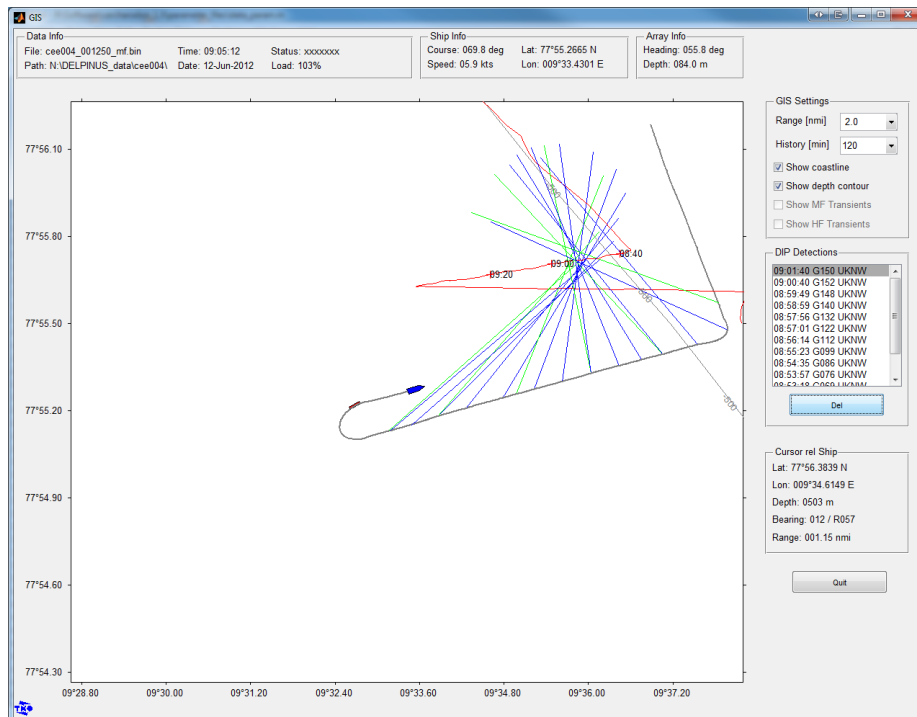 GIS
Data Info
File: cee004_001250_mf.bin Time: 09:05:12 Status: xxxxxxx
Path: N:\DELPINUS_data\cee004\ Date: 12-Jun-2012 Load: 103%
Ship Info
Course: 069.8 deg Lat: 77°55.2665 N
Speed: 05.9 kts Lon: 009°33.4301 E
Array Info
Heading: 055.8 deg
Depth: 084.0 m
77°56.10
77°55.80
77°55.50
77°55.20
77°54.90
77°54.60
77°54.30
09°28.80 09°30.00 09°31.20 09°32.40 09°33.60 09°34.80 09°36.00 09°37.20
08:40
09:00
09:20
-500
-500
-500
GIS Settings
Range [nmi] 2.0
History [min] 120
Show coastline
Show depth contour
Show MF Transients
Show HF Transients
DIP Detections
09:01:40 G150 UKNW
09:00:40 G152 UKNW
08:59:49 G148 UKNW
08:58:59 G140 UKNW
08:57:56 G132 UKNW
08:57:01 G122 UKNW
08:56:14 G112 UKNW
08:55:23 G099 UKNW
08:54:35 G086 UKNW
08:53:57 G076 UKNW
08:53:18 G069 UKNW
Del
Cursor rel Ship
Lat: 77°56.3839 N
Lon: 009°34.6149 E
Depth: 0503 m
Bearing: 012 / R057
Range: 001.15 nmi
Quit